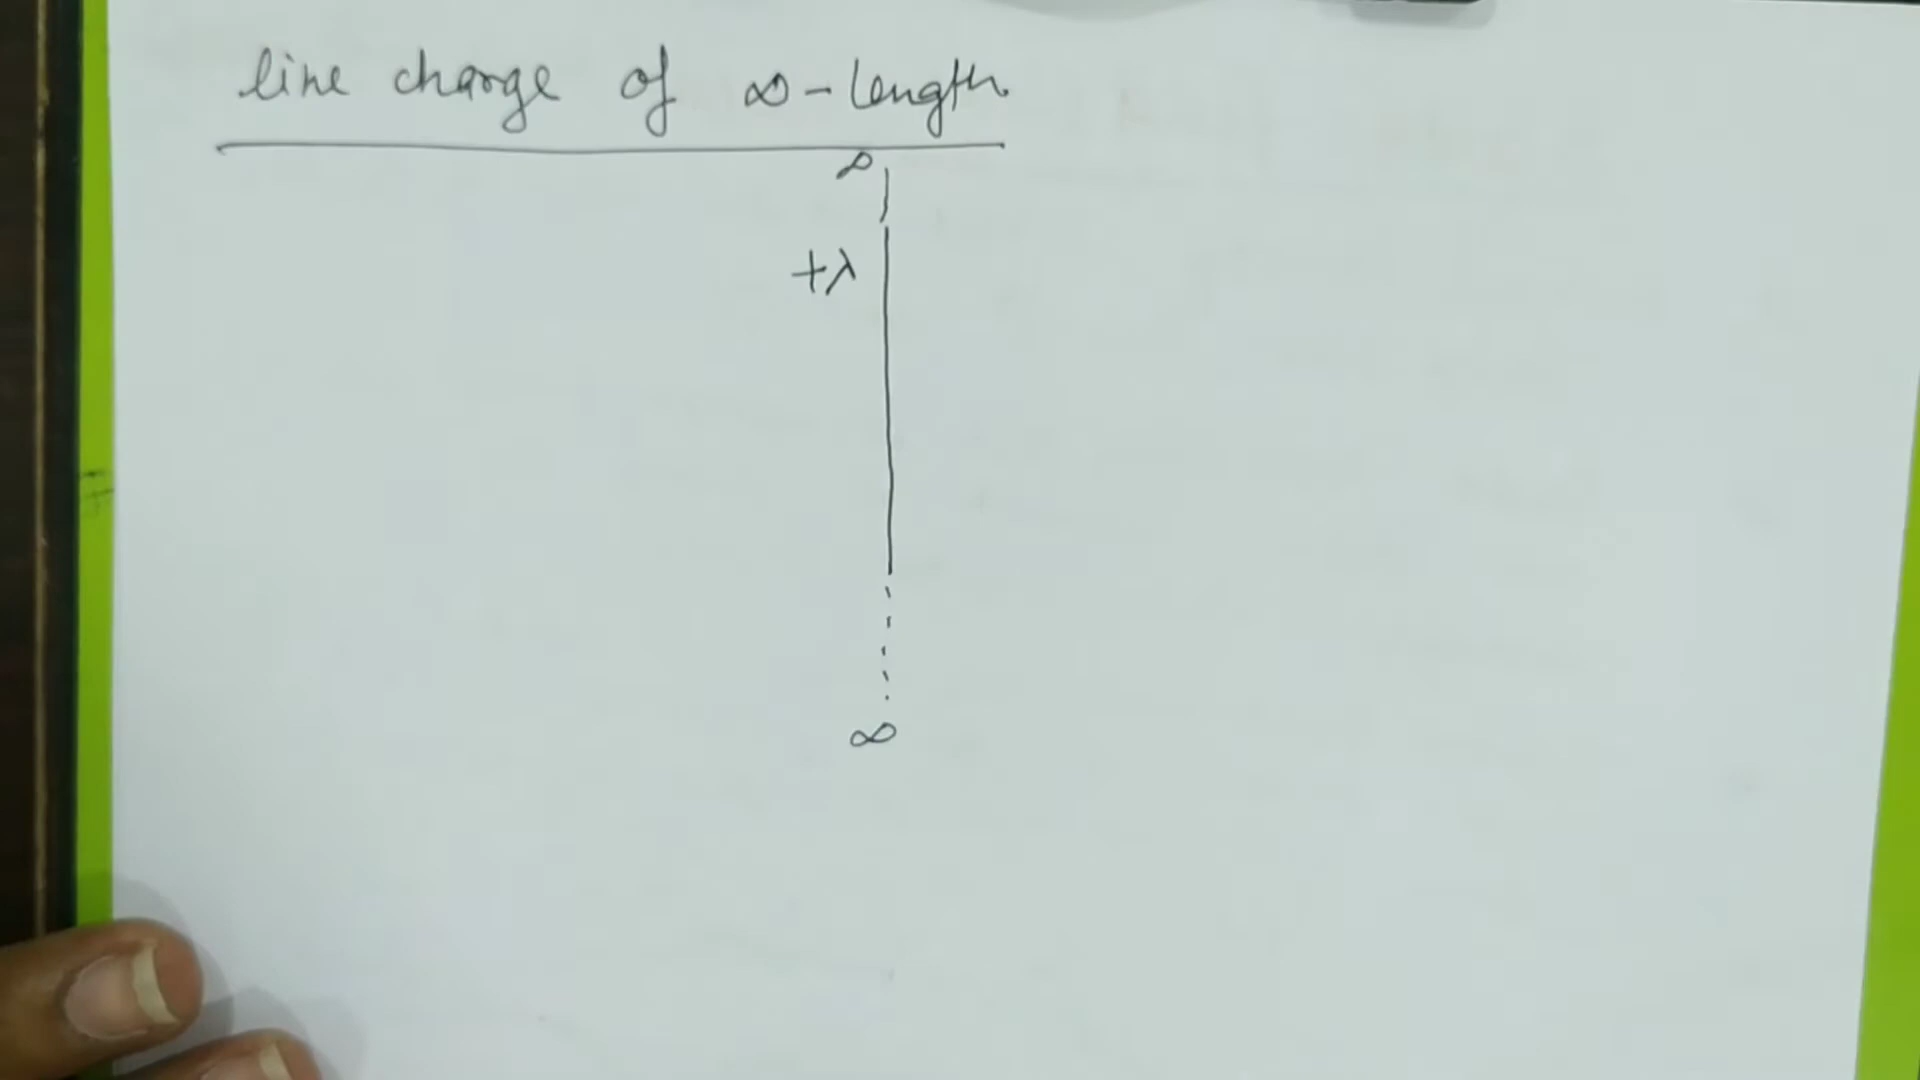 line charge of ∞-length.
∞
+λ
∞